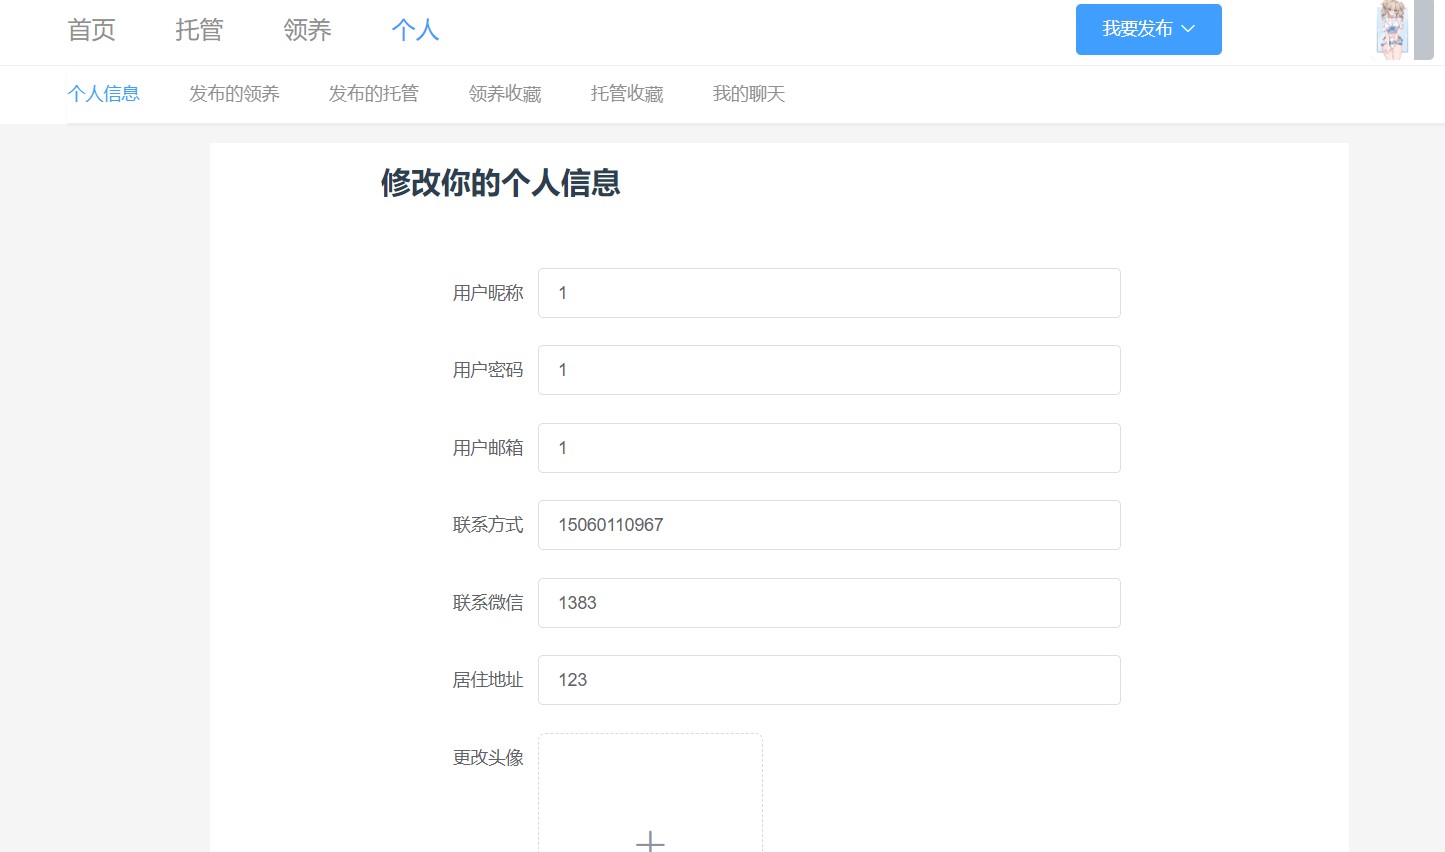 首页 托管 领养 个人 我要发布
个人信息 发布的领养 发布的托管 领养收藏 托管收藏 我的聊天
修改你的个人信息
用户昵称 1
用户密码 1
用户邮箱 1
联系方式 15060110967
联系微信 1383
居住地址 123
更改头像